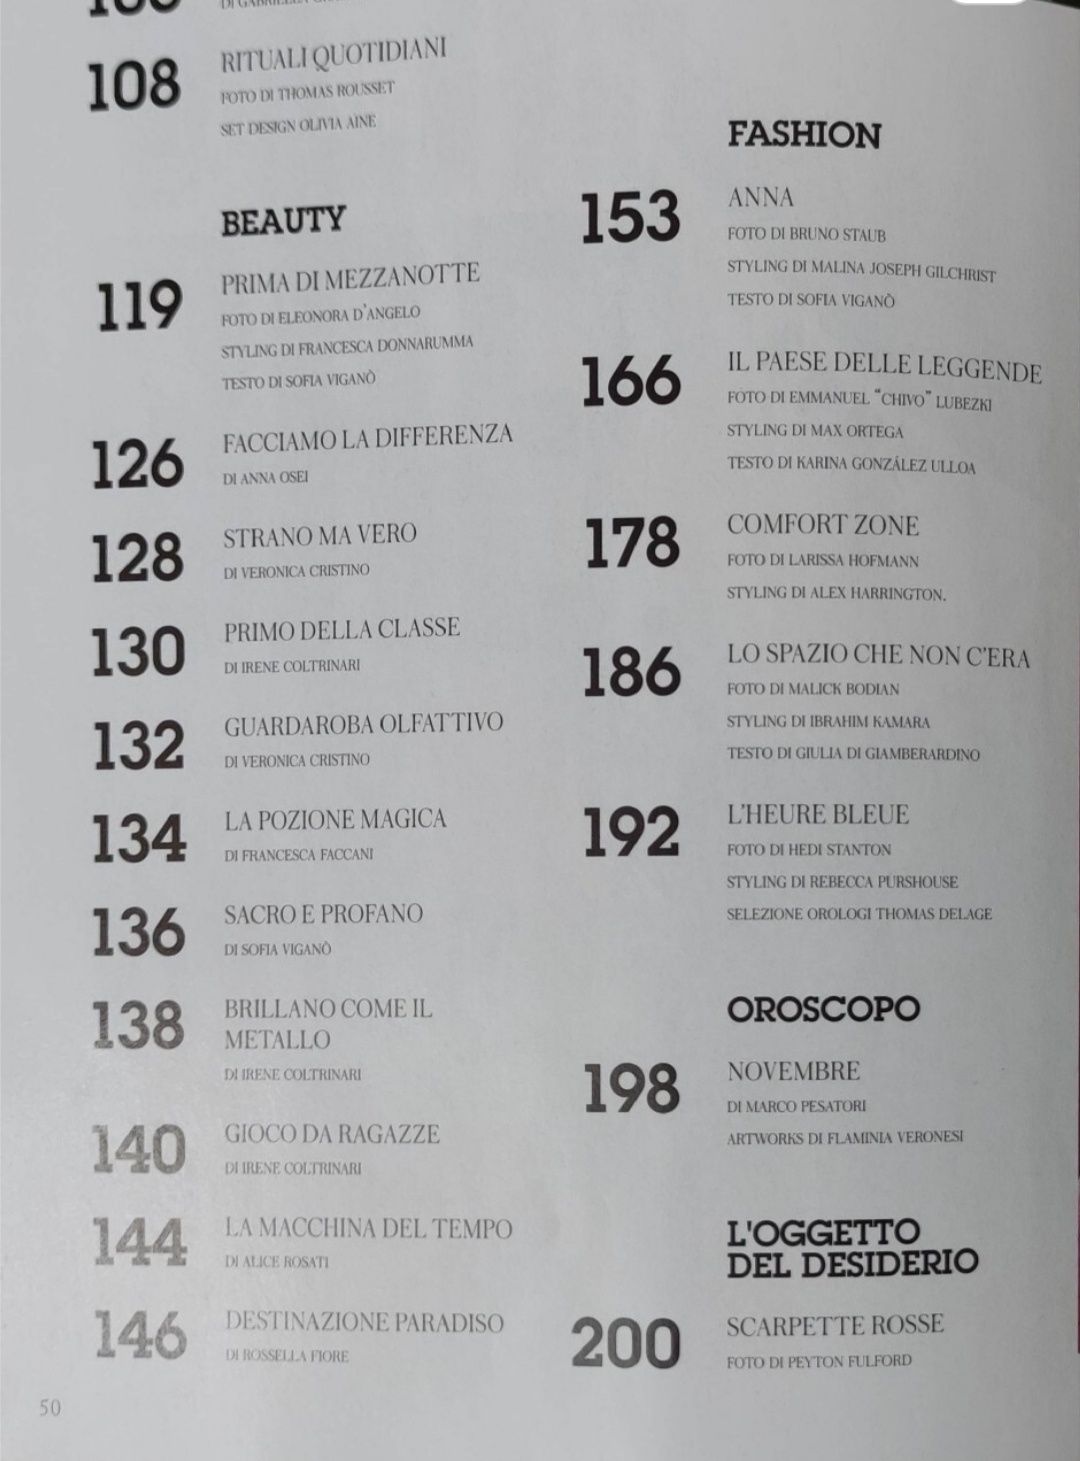 108
RITUALI QUOTIDIANI
FOTO DI THOMAS ROUSSET
SET DESIGN OLIVIA AINE
BEAUTY
119
PRIMA DI MEZZANOTTE
FOTO DI ELEONORA D'ANGELO
STYLING DI FRANCESCA DONNARUMMA
TESTO DI SOFIA VIGANÒ
126
FACCIAMO LA DIFFERENZA
DI ANNA OSEI
128
STRANO MA VERO
DI VERONICA CRISTINO
130
PRIMO DELLA CLASSE
DI IRENE COLTRINARI
132
GUARDAROBA OLFATTIVO
DI VERONICA CRISTINO
134
LA POZIONE MAGICA
DI FRANCESCA FACCANI
136
SACRO E PROFANO
DI SOFIA VIGANÒ
138
BRILLANO COME IL
METALLO
DI IRENE COLTRINARI
140
GIOCO DA RAGAZZE
DI IRENE COLTRINARI
144
LA MACCHINA DEL TEMPO
DI ALICE ROSATI
146
DESTINAZIONE PARADISO
DI ROSSELLA FIORE
50
FASHION
153
ANNA
FOTO DI BRUNO STAUB
STYLING DI MALINA JOSEPH GILCHRIST
TESTO DI SOFIA VIGANÒ
166
IL PAESE DELLE LEGGENDE
FOTO DI EMMANUEL “CHIVO” LUBEZKI
STYLING DI MAX ORTEGA
TESTO DI KARINA GONZÁLEZ ULLOA
178
COMFORT ZONE
FOTO DI LARISSA HOFMANN
STYLING DI ALEX HARRINGTON.
186
LO SPAZIO CHE NON C'ERA
FOTO DI MALICK BODIAN
STYLING DI IBRAHIM KAMARA
TESTO DI GIULIA DI GIAMBERARDINO
192
L'HEURE BLEUE
FOTO DI HEDI STANTON
STYLING DI REBECCA PURSHOUSE
SELEZIONE OROLOGI THOMAS DELAGE
OROSCOPO
198
NOVEMBRE
DI MARCO PESATORI
ARTWORKS DI FLAMINIA VERONESI
L'OGGETTO
DEL DESIDERIO
200
SCARPETTE ROSSE
FOTO DI PEYTON FULFORD